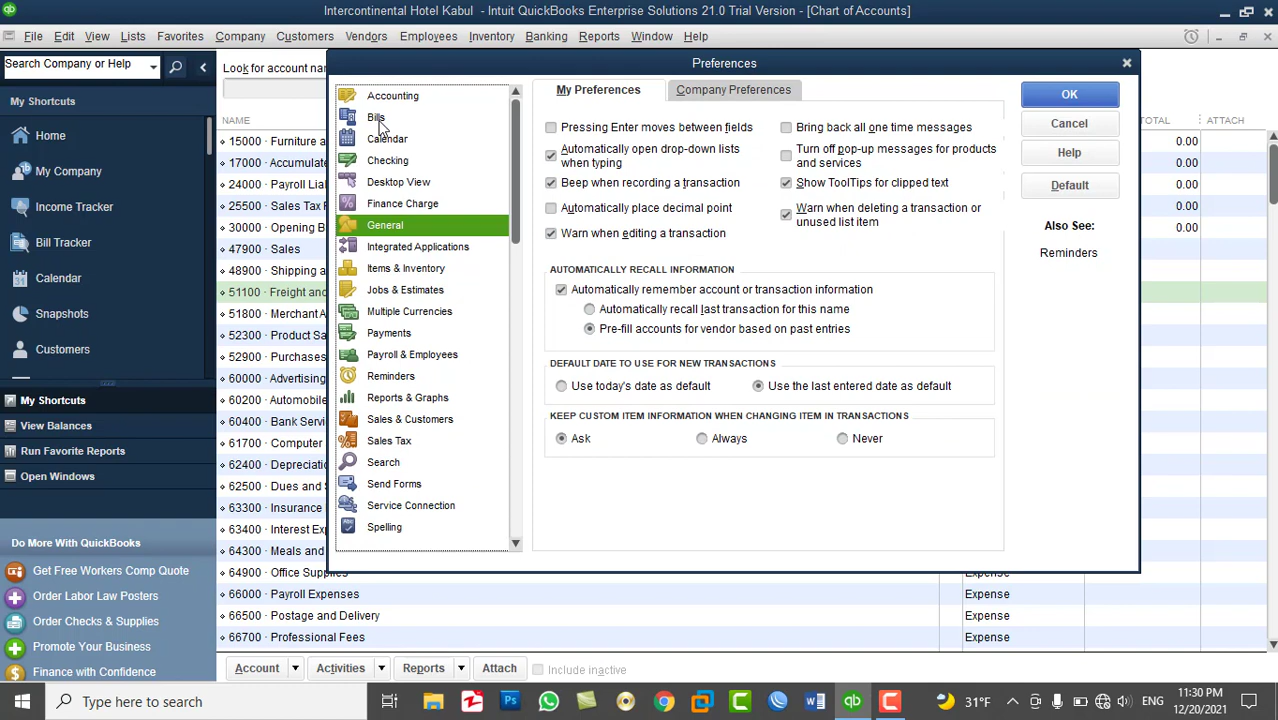 Intercontinental Hotel Kabul - Intuit QuickBooks Enterprise Solutions 21.0 Trial Version - [Chart of Accounts]
File Edit View Lists Favorites Company Customers Vendors Employees Inventory Banking Reports Window Help
Search Company or Help
My Shortcuts
Home
My Company
Income Tracker
Bill Tracker
Calendar
Snapshots
Customers
My Shortcuts
View Balances
Run Favorite Reports
Open Windows
Do More With QuickBooks
Get Free Workers Comp Quote
Order Labor Law Posters
Order Checks & Supplies
Promote Your Business
Finance with Confidence
Look for account name
NAME
TOTAL
ATTACH
15000 · Furniture a
0.00
17000 · Accumulate
0.00
24000 · Payroll Liab
0.00
25500 · Sales Tax
0.00
30000 · Opening B
0.00
47900 · Sales
48900 · Shipping a
51100 · Freight and
51800 · Merchant A
52300 · Product Sa
52900 · Purchases
60000 · Advertising
60200 · Automobile
60400 · Bank Servi
61700 · Computer
62400 · Depreciatio
62500 · Dues and
63300 · Insurance
63400 · Interest Exp
64300 · Meals and
64900 · Office Supplies
Expense
66000 · Payroll Expenses
Expense
66500 · Postage and Delivery
Expense
66700 · Professional Fees
Expense
Preferences
Accounting
Bills
Calendar
Checking
Desktop View
Finance Charge
General
Integrated Applications
Items & Inventory
Jobs & Estimates
Multiple Currencies
Payments
Payroll & Employees
Reminders
Reports & Graphs
Sales & Customers
Sales Tax
Search
Send Forms
Service Connection
Spelling
My Preferences
Company Preferences
Pressing Enter moves between fields
Automatically open drop-down lists
when typing
Beep when recording a transaction
Automatically place decimal point
Warn when editing a transaction
Bring back all one time messages
Turn off pop-up messages for products
and services
Show ToolTips for clipped text
Warn when deleting a transaction or
unused list item
AUTOMATICALLY RECALL INFORMATION
Automatically remember account or transaction information
Automatically recall last transaction for this name
Pre-fill accounts for vendor based on past entries
DEFAULT DATE TO USE FOR NEW TRANSACTIONS
Use today's date as default
Use the last entered date as default
KEEP CUSTOM ITEM INFORMATION WHEN CHANGING ITEM IN TRANSACTIONS
Ask
Always
Never
OK
Cancel
Help
Default
Also See:
Reminders
Account
Activities
Reports
Attach
Include inactive
Type here to search
31°F
ENG
11:30 PM
12/20/2021